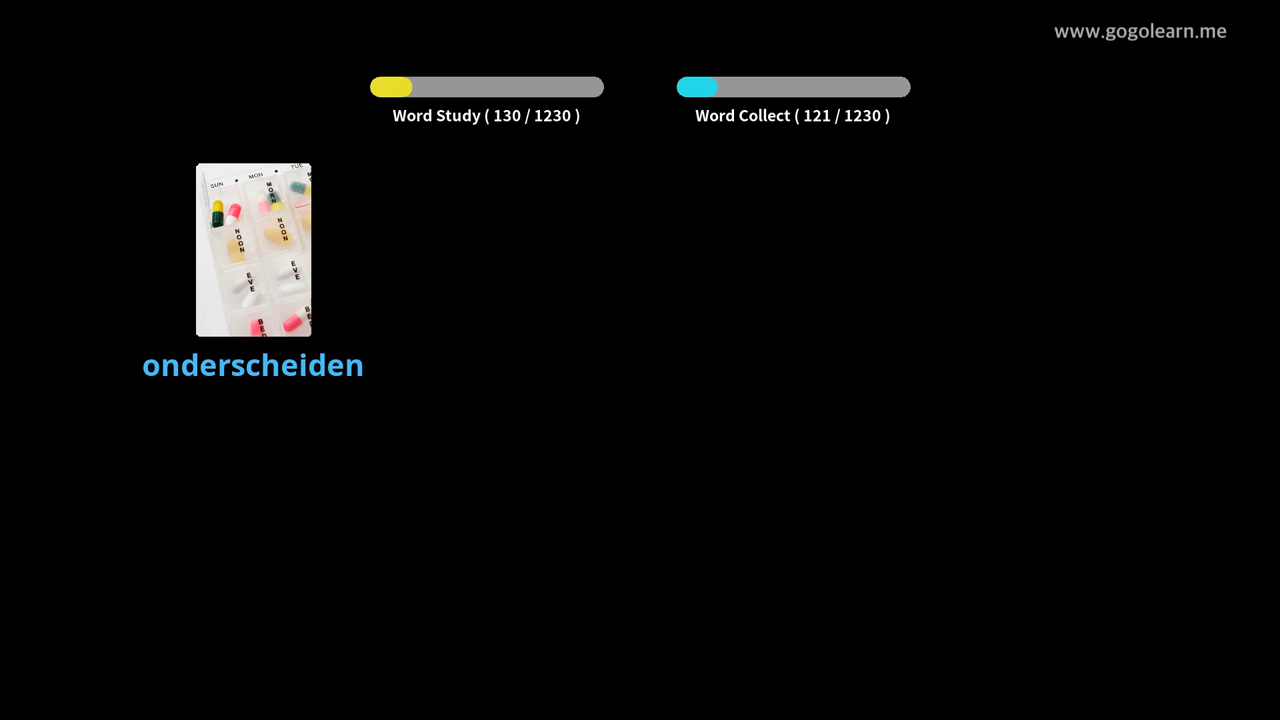 www.gogolearn.me
Word Study ( 130 / 1230 )
Word Collect ( 121 / 1230 )
SUN • MON • TUE
MORN
NOON
NOON
EVE
EVE
onderscheiden